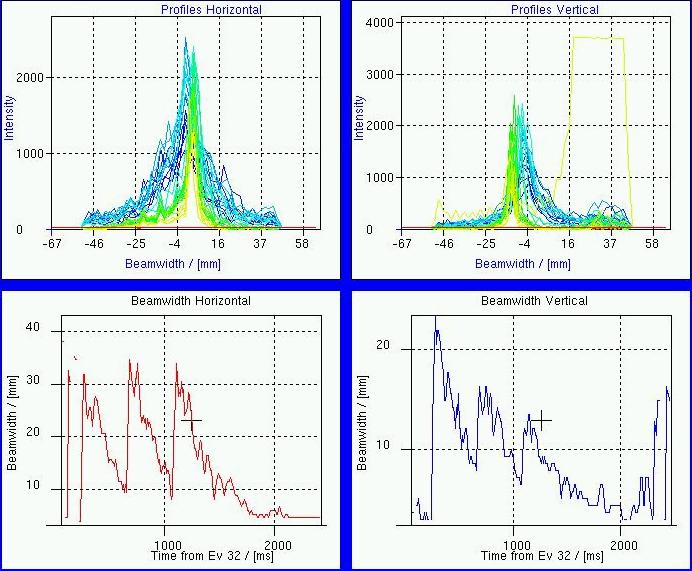 Profiles Horizontal
Intensity
2000
1000
0
-67 -46 -25 -4 16 37 58
Beamwidth / [mm]
Profiles Vertical
Intensity
4000
3000
2000
1000
0
-67 -46 -25 -4 16 37 58
Beamwidth / [mm]
Beamwidth Horizontal
Beamwidth / [mm]
40
30
20
10
1000 2000
Time from Ev 32 / [ms]
Beamwidth Vertical
Beamwidth / [mm]
20
10
1000 2000
Time from Ev 32 / [ms]